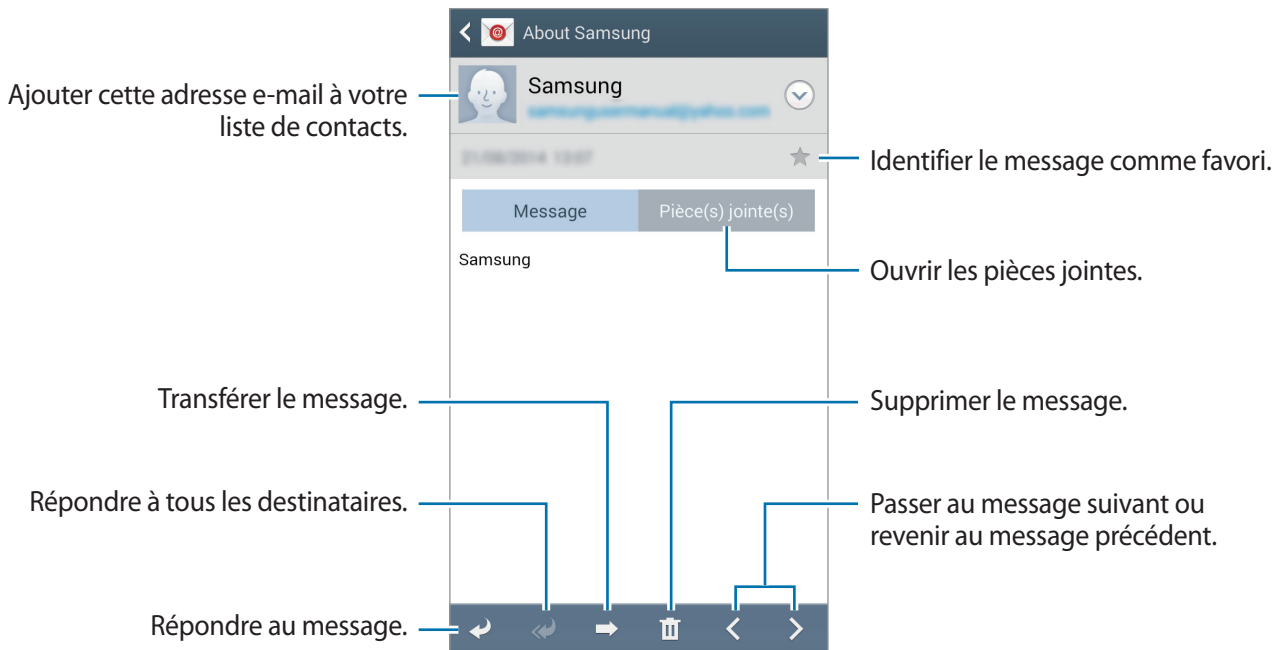 About Samsung
Samsung
Ajouter cette adresse e-mail à votre
liste de contacts.
Identifier le message comme favori.
Message
Pièce(s) jointe(s)
Samsung
Ouvrir les pièces jointes.
Transférer le message.
Supprimer le message.
Répondre à tous les destinataires.
Passer au message suivant ou
revenir au message précédent.
Répondre au message.